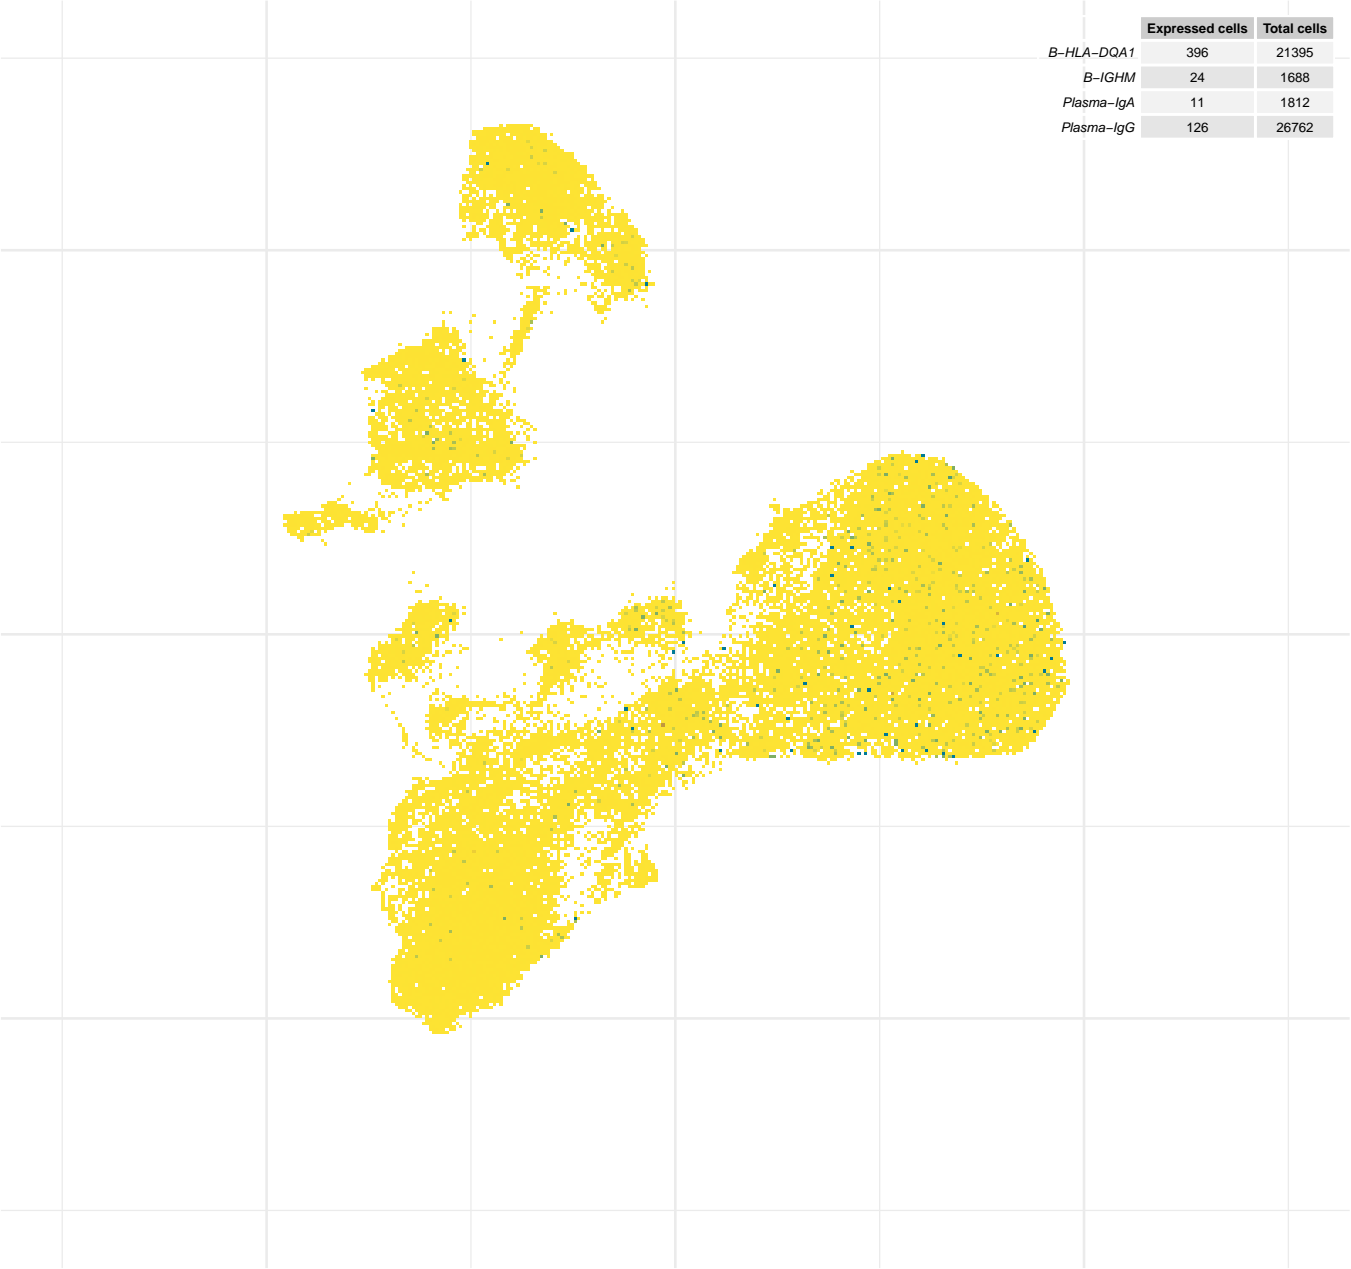 Expressed cells Total cells
B−HLA−DQA1 396 21395
B−IGHM 24 1688
Plasma−IgA 11 1812
Plasma−IgG 126 26762